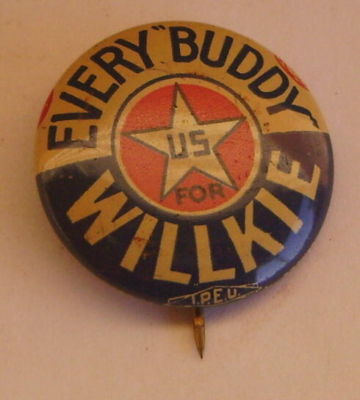 EVERY "BUDDY"
US
FOR
WILLKIE
I.P.E.U.